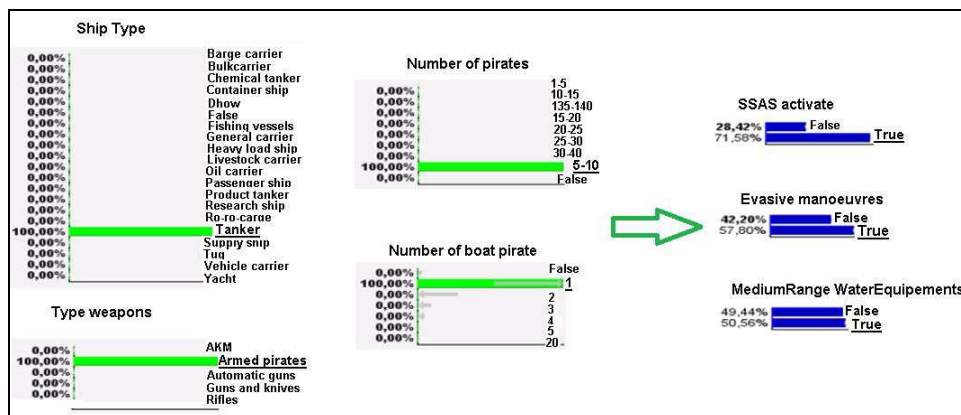 Ship Type
0,00% Barge carrier
0,00% Bulkcarrier
0,00% Chemical tanker
0,00% Container ship
0,00% Dhow
0,00% False
0,00% Fishing vessels
0,00% General carrier
0,00% Heavy load ship
0,00% Livestock carrier
0,00% Oil carrier
0,00% Passenger ship
0,00% Product tanker
0,00% Research ship
0,00% Ro-ro-carge
100,00% Tanker
0,00% Supply ship
0,00% Tug
0,00% Vehicle carrier
0,00% Yacht
Type weapons
0,00% AKM
100,00% Armed pirates
0,00% Automatic guns
0,00% Guns and knives
0,00% Rifles
Number of pirates
0,00% 1-5
0,00% 10-15
0,00% 135-140
0,00% 15-20
0,00% 20-25
0,00% 25-30
0,00% 30-40
100,00% 5-10
0,00% False
Number of boat pirate
0,00% False
100,00% 1
0,00% 2
0,00% 3
0,00% 4
0,00% 5
0,00% 20
SSAS activate
28,42% False
71,58% True
Evasive manoeuvres
42,20% False
57,80% True
MediumRange WaterEquipements
49,44% False
50,56% True